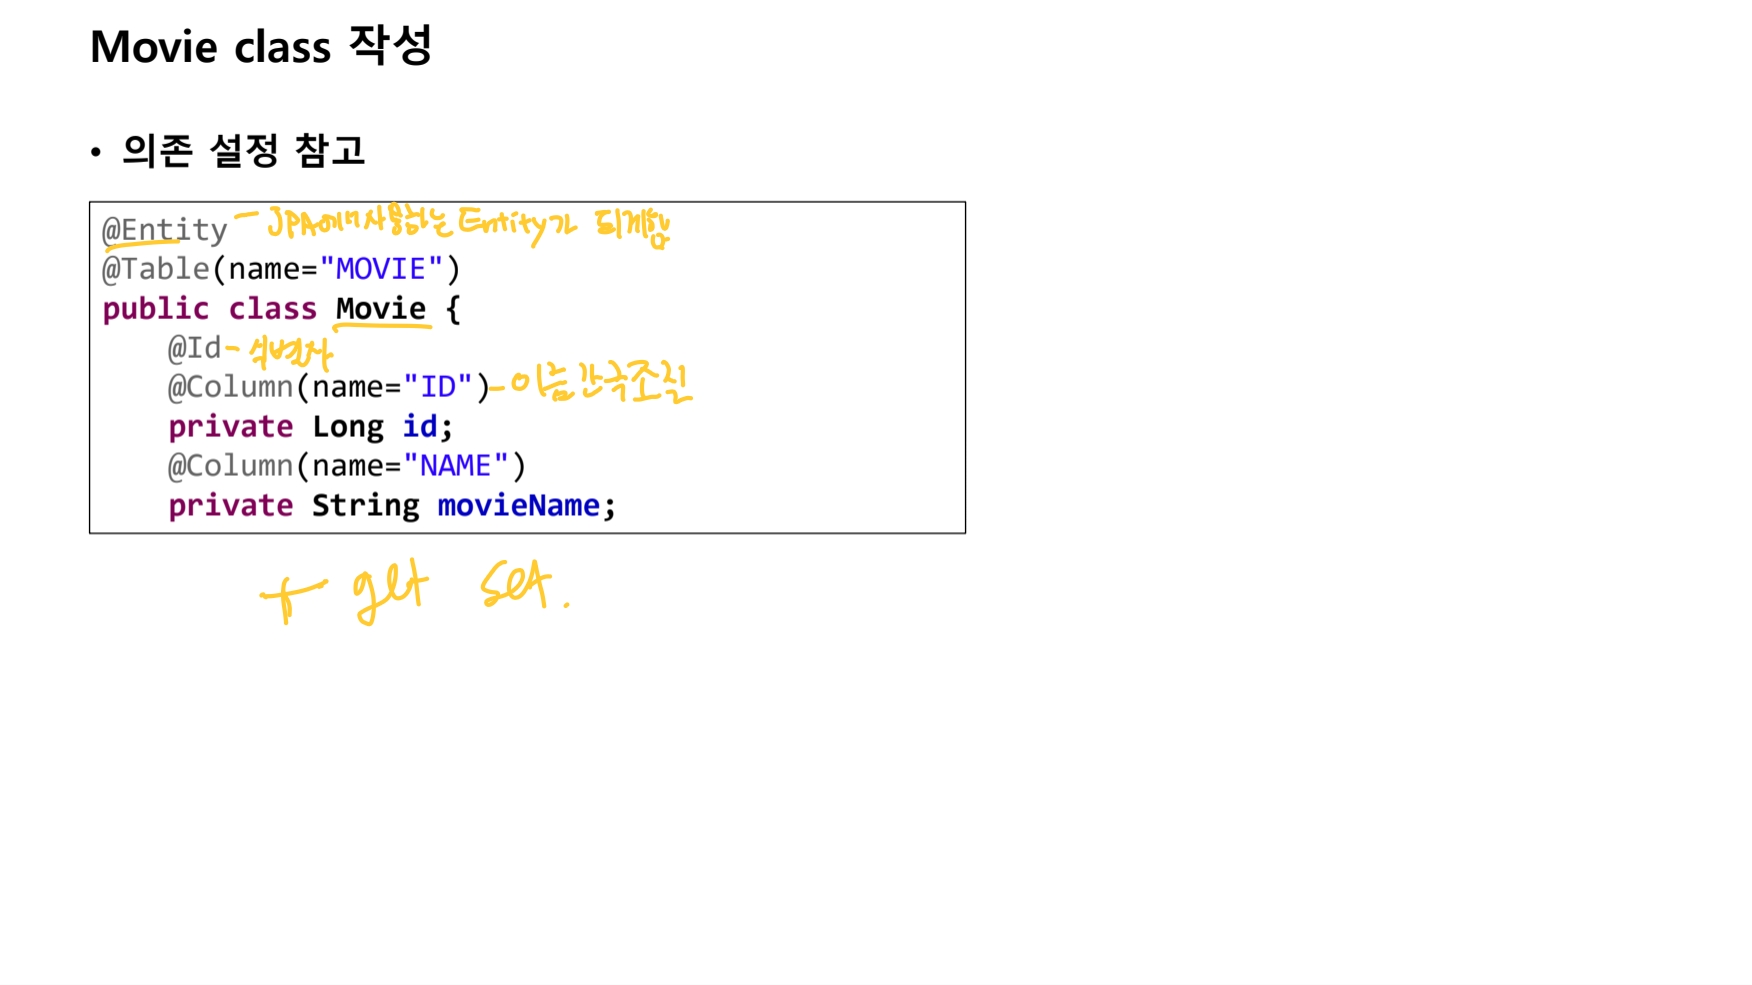 Movie class 작성
• 의존 설정 참고
@Entity - JPA에서 사용하는 Entity가 되게함
@Table(name="MOVIE")
public class Movie {
@Id - 식별자
@Column(name="ID") - 이름간극조절
private Long id;
@Column(name="NAME")
private String movieName;
+ get set.